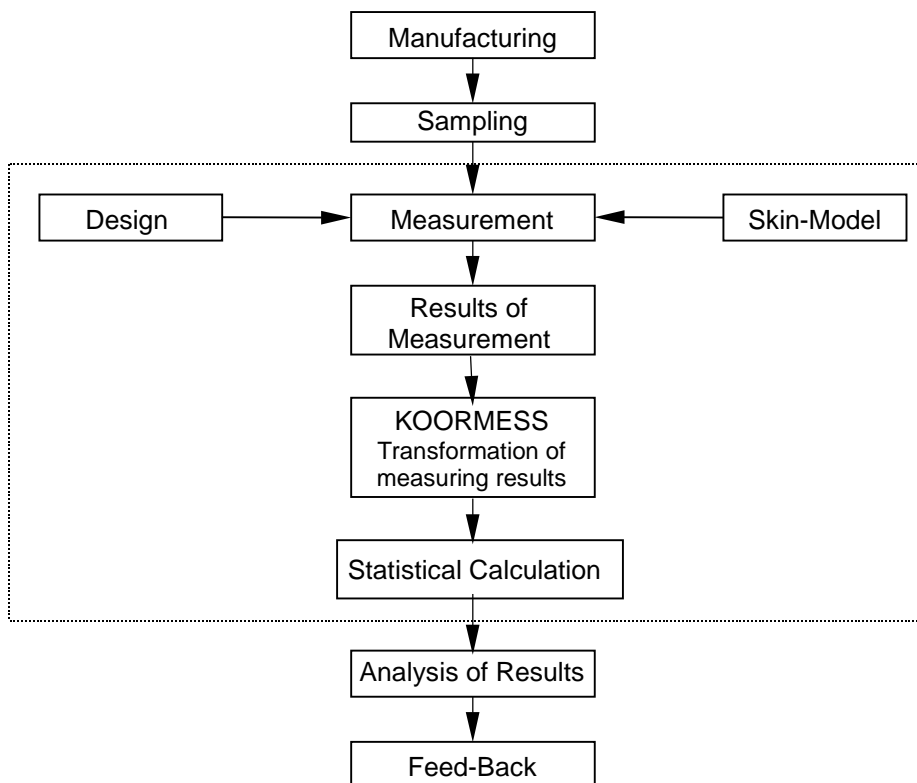 Manufacturing
Sampling
Design
Measurement
Skin-Model
Results of
Measurement
KOORMESS
Transformation of
measuring results
Statistical Calculation
Analysis of Results
Feed-Back